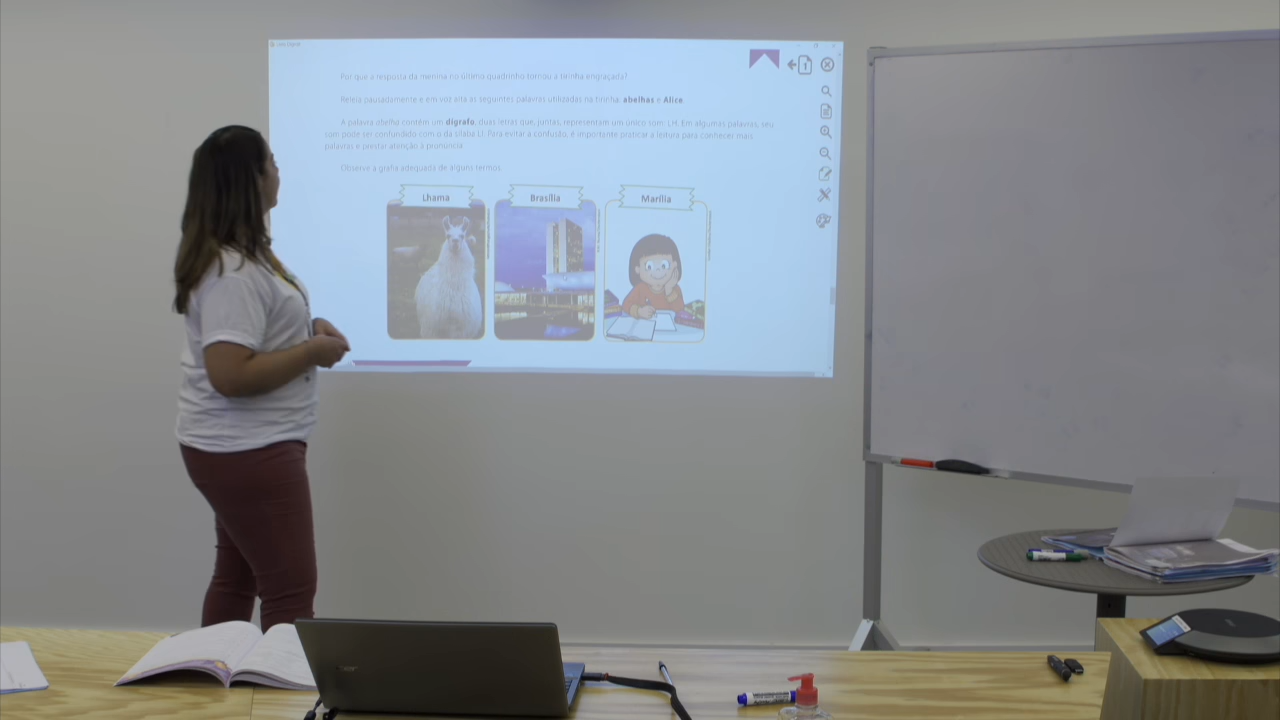 Por que a resposta da menina no último quadrinho tornou a tirinha engraçada?
Releia pausadamente e em voz alta as seguintes palavras utilizadas na tirinha: abelhas e Alice.
A palavra abelha contém um dígrafo, duas letras que, juntas, representam um único som: LH. Em algumas palavras, seu
som pode ser confundido com o da sílaba LI. Para evitar a confusão, é importante praticar a leitura para conhecer mais
palavras e prestar atenção à pronúncia.
Observe a grafia adequada de alguns termos.
Lhama
Brasília
Marília